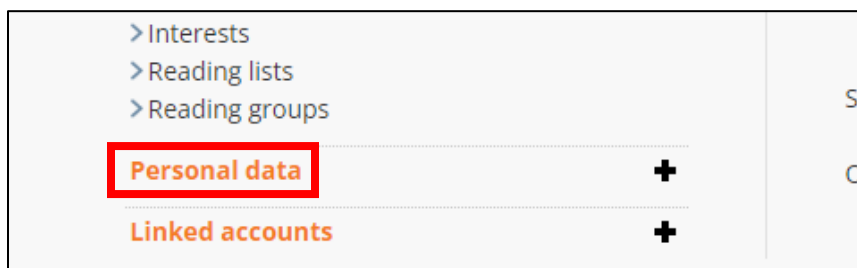 Interests
Reading lists
Reading groups
Personal data
Linked accounts